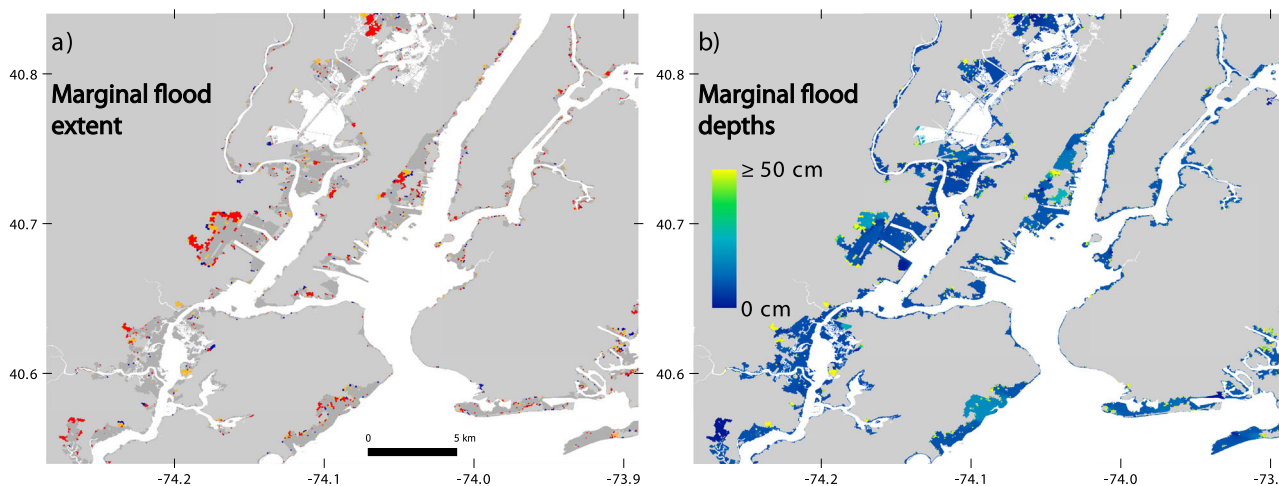 a)
Marginal flood
extent
40.8
40.7
40.6
0
5 km
-74.2
-74.1
-74.0
-73.9
b)
Marginal flood
depths
≥ 50 cm
0 cm
40.8
40.7
40.6
-74.2
-74.1
-74.0
-73.